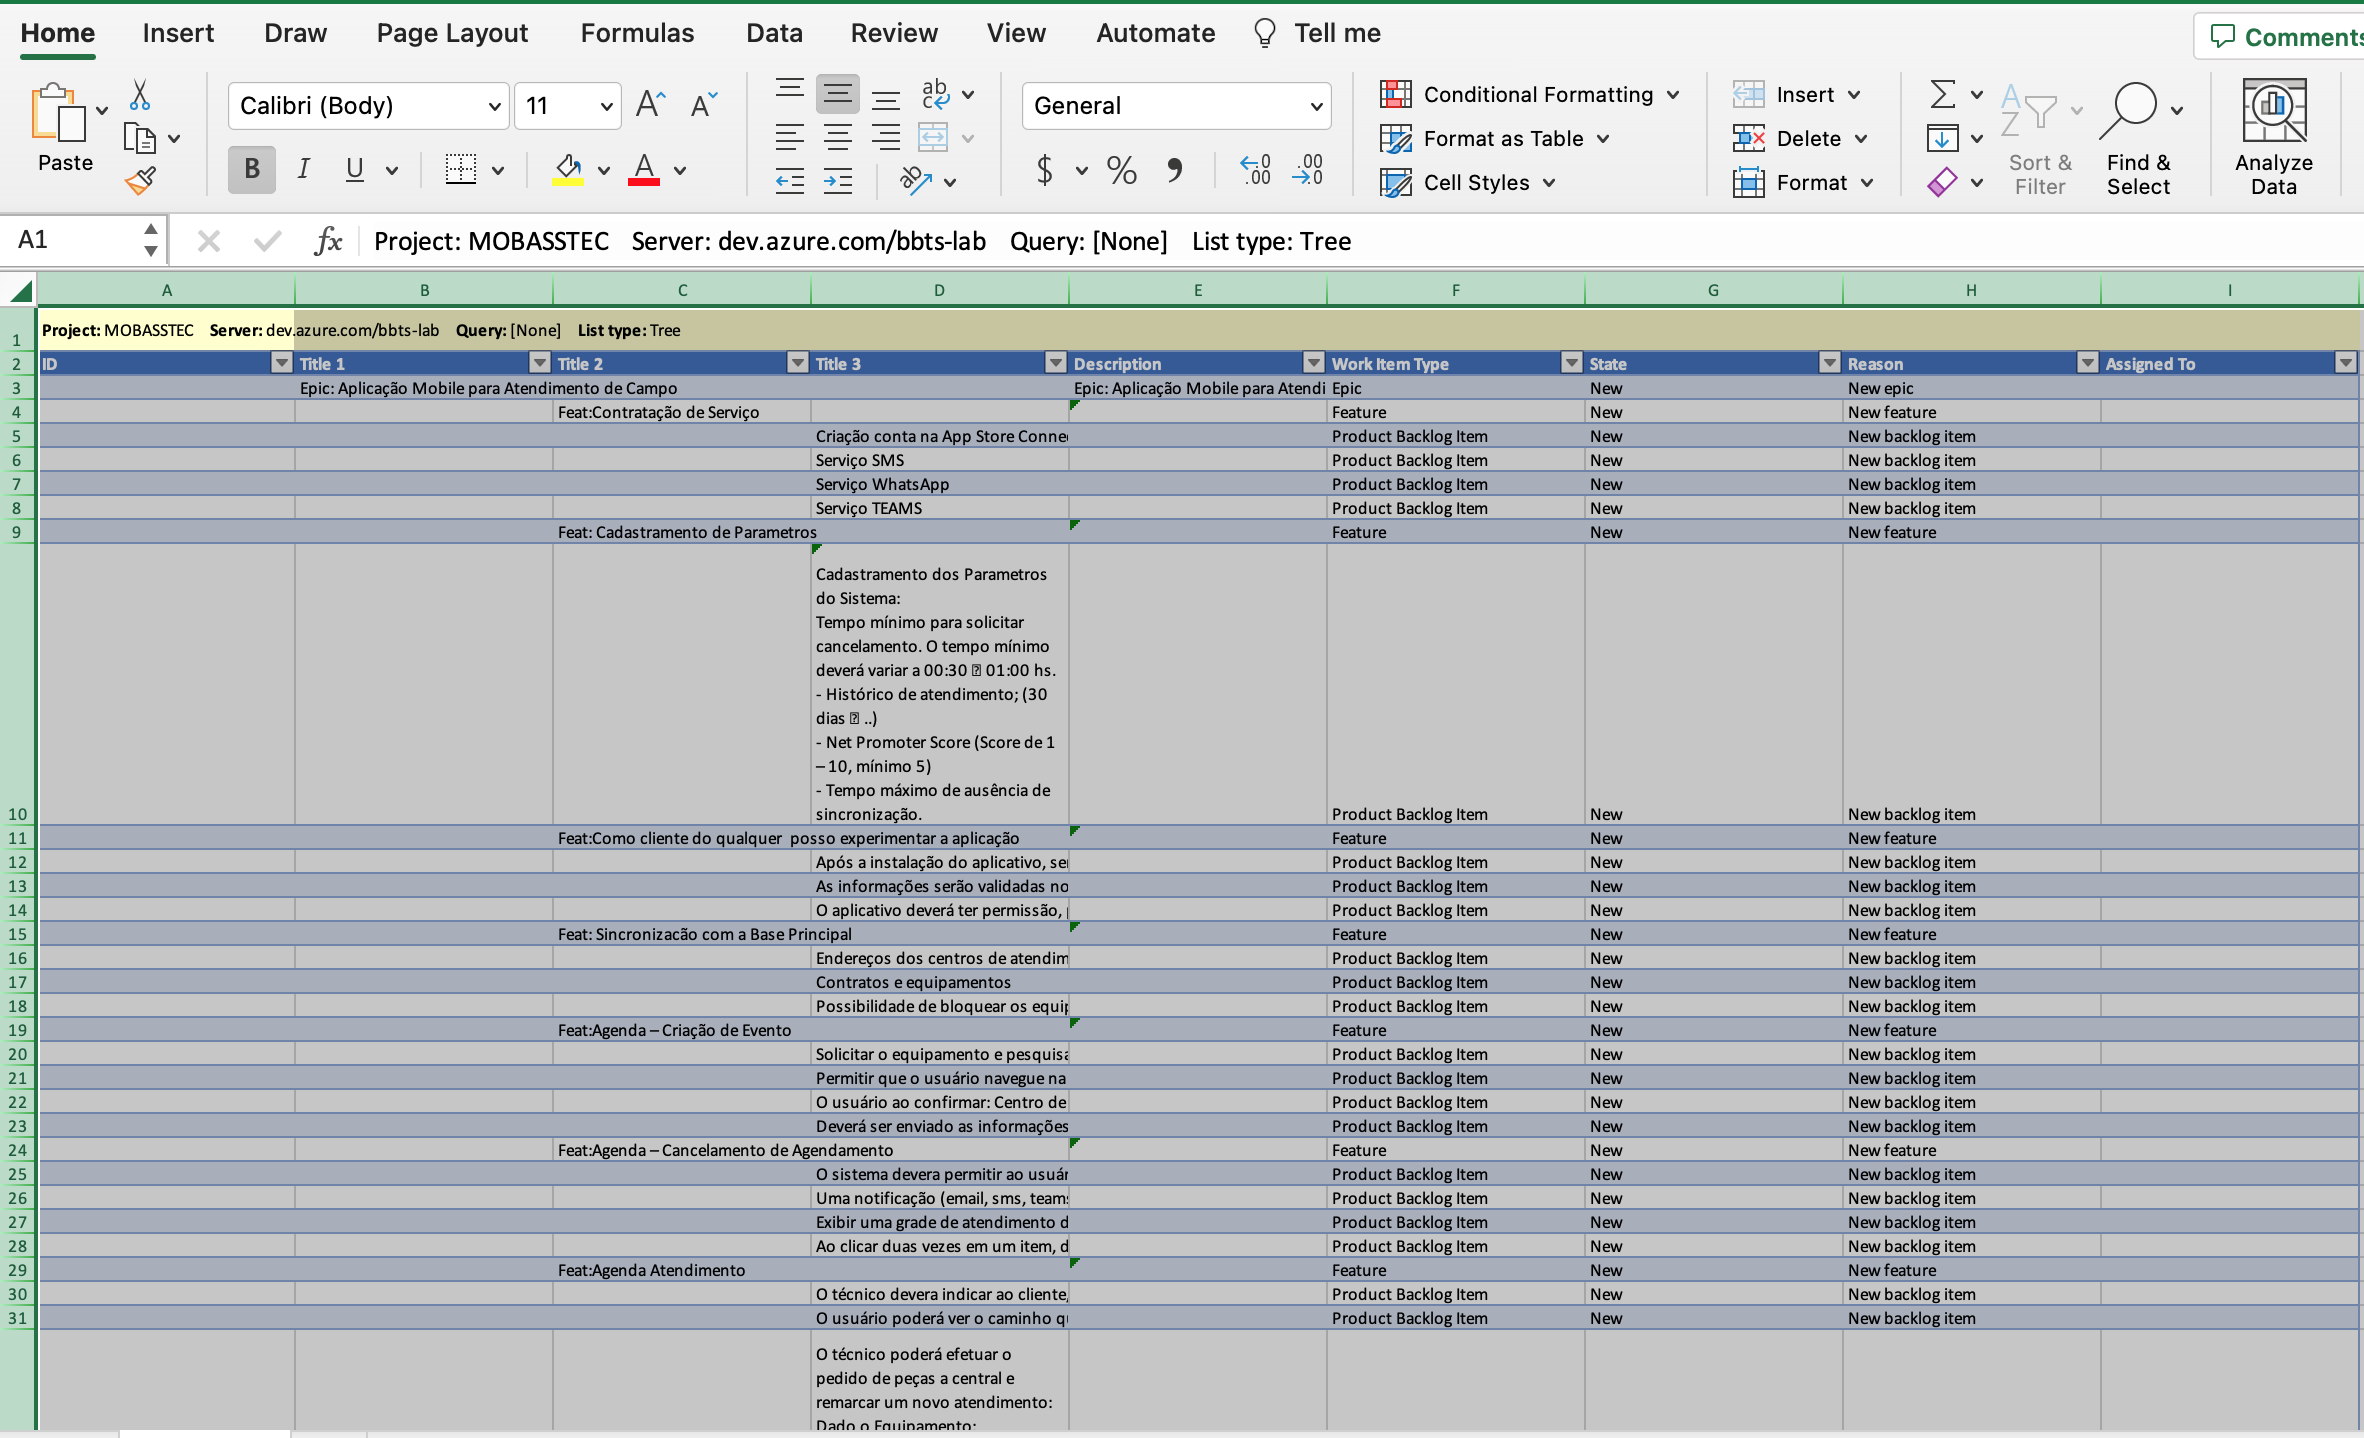 Home Insert Draw Page Layout Formulas Data Review View Automate Tell me Comments
Paste
Calibri (Body) 11
General
Conditional Formatting
Format as Table
Cell Styles
Insert
Delete
Format
Sort & Filter
Find & Select
Analyze Data
A1 fx Project: MOBASSTEC Server: dev.azure.com/bbts-lab Query: [None] List type: Tree
A B C D E F G H I
1 Project: MOBASSTEC Server: dev.azure.com/bbts-lab Query: [None] List type: Tree
2 ID Title 1 Title 2 Title 3 Description Work Item Type State Reason Assigned To
3 Epic: Aplicação Mobile para Atendimento de Campo Epic: Aplicação Mobile para Atendi Epic New New epic
4 Feat:Contratação de Serviço Feature New New feature
5 Criação conta na App Store Conne Product Backlog Item New New backlog item
6 Serviço SMS Product Backlog Item New New backlog item
7 Serviço WhatsApp Product Backlog Item New New backlog item
8 Serviço TEAMS Product Backlog Item New New backlog item
9 Feat: Cadastramento de Parametros Feature New New feature
Cadastramento dos Parametros
do Sistema:
Tempo mínimo para solicitar
cancelamento. O tempo mínimo
deverá variar a 00:30 01:00 hs.
- Histórico de atendimento; (30
dias ..)
- Net Promoter Score (Score de 1
– 10, mínimo 5)
- Tempo máximo de ausência de
10 sincronização. Product Backlog Item New New backlog item
11 Feat:Como cliente do qualquer posso experimentar a aplicação Feature New New feature
12 Após a instalação do aplicativo, se Product Backlog Item New New backlog item
13 As informações serão validadas no Product Backlog Item New New backlog item
14 O aplicativo deverá ter permissão, Product Backlog Item New New backlog item
15 Feat: Sincronizacão com a Base Principal Feature New New feature
16 Endereços dos centros de atendim Product Backlog Item New New backlog item
17 Contratos e equipamentos Product Backlog Item New New backlog item
18 Possibilidade de bloquear os equip Product Backlog Item New New backlog item
19 Feat:Agenda – Criação de Evento Feature New New feature
20 Solicitar o equipamento e pesquisa Product Backlog Item New New backlog item
21 Permitir que o usuário navegue na Product Backlog Item New New backlog item
22 O usuário ao confirmar: Centro de Product Backlog Item New New backlog item
23 Deverá ser enviado as informações Product Backlog Item New New backlog item
24 Feat:Agenda – Cancelamento de Agendamento Feature New New feature
25 O sistema devera permitir ao usuár Product Backlog Item New New backlog item
26 Uma notificação (email, sms, teams Product Backlog Item New New backlog item
27 Exibir uma grade de atendimento d Product Backlog Item New New backlog item
28 Ao clicar duas vezes em um item, d Product Backlog Item New New backlog item
29 Feat:Agenda Atendimento Feature New New feature
30 O técnico devera indicar ao cliente, Product Backlog Item New New backlog item
31 O usuário poderá ver o caminho q Product Backlog Item New New backlog item
O técnico poderá efetuar o
pedido de peças a central e
remarcar um novo atendimento:
Dado o Equipamento: